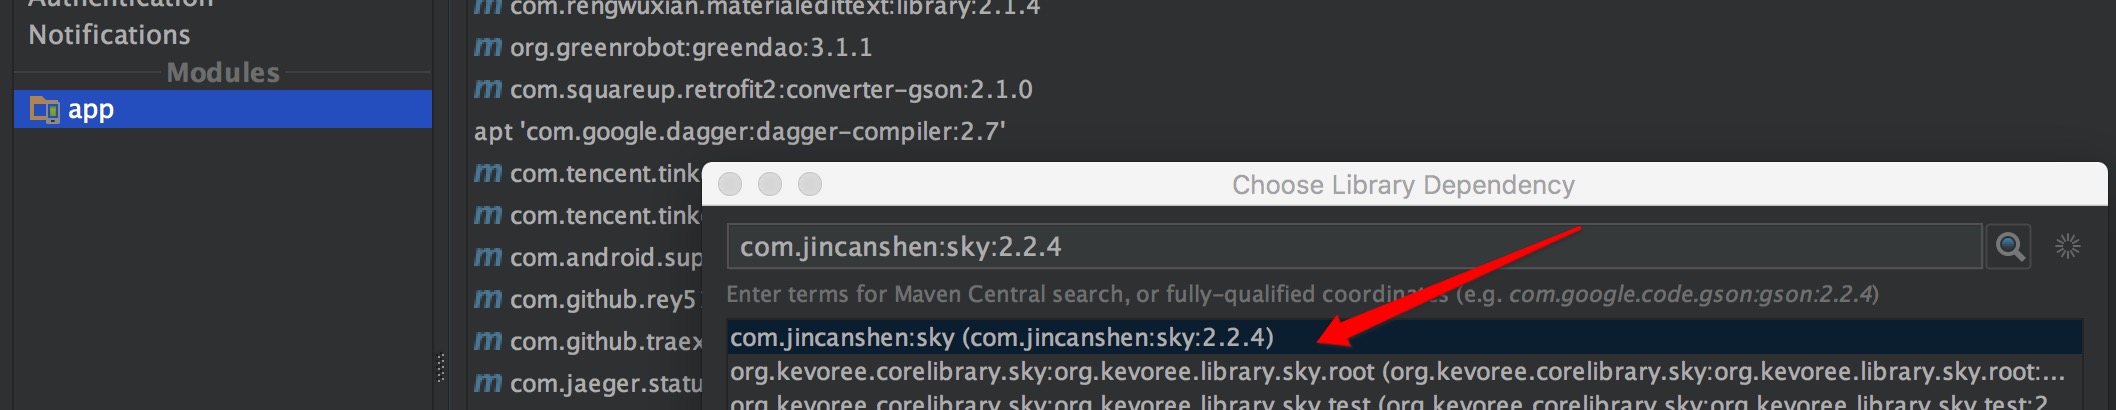 Authentication
Notifications
Modules
app
com.rengwuxian.materialedittext:library:2.1.4
org.greenrobot:greendao:3.1.1
com.squareup.retrofit2:converter-gson:2.1.0
apt 'com.google.dagger:dagger-compiler:2.7'
com.tencent.tink
com.tencent.tink
com.android.sup
com.github.rey5
com.github.traex
com.jaeger.statu
Choose Library Dependency
com.jincanshen:sky:2.2.4
Enter terms for Maven Central search, or fully-qualified coordinates (e.g. com.google.code.gson:gson:2.2.4)
com.jincanshen:sky (com.jincanshen:sky:2.2.4)
org.kevoree.corelibrary.sky:org.kevoree.library.sky.root (org.kevoree.corelibrary.sky:org.kevoree.library.sky.root:...
org.kevoree.corelibrary.sky:org.kevoree.library.sky.test (org.kevoree.corelibrary.sky:org.kevoree.library.sky.test:2